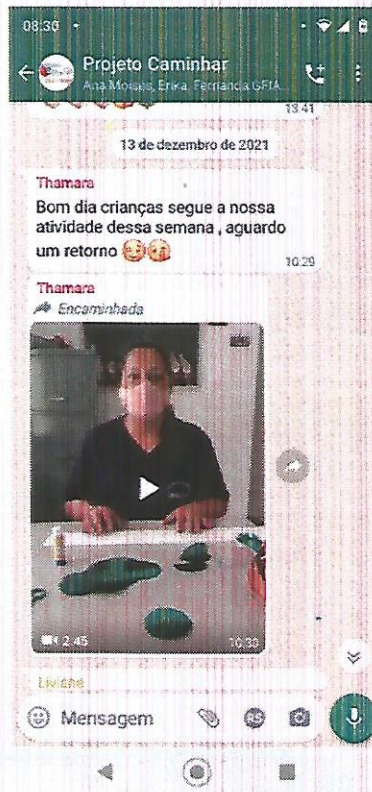 08:30
Projeto Caminhar
Ana Moises, Erika, Fernanda GFIA...
13:41
13 de dezembro de 2021
Thamara
Bom dia crianças segue a nossa
atividade dessa semana , aguardo
um retorno 😊😘
10:29
Thamara
Encaminhada
2:45
10:30
Mensagem
R$